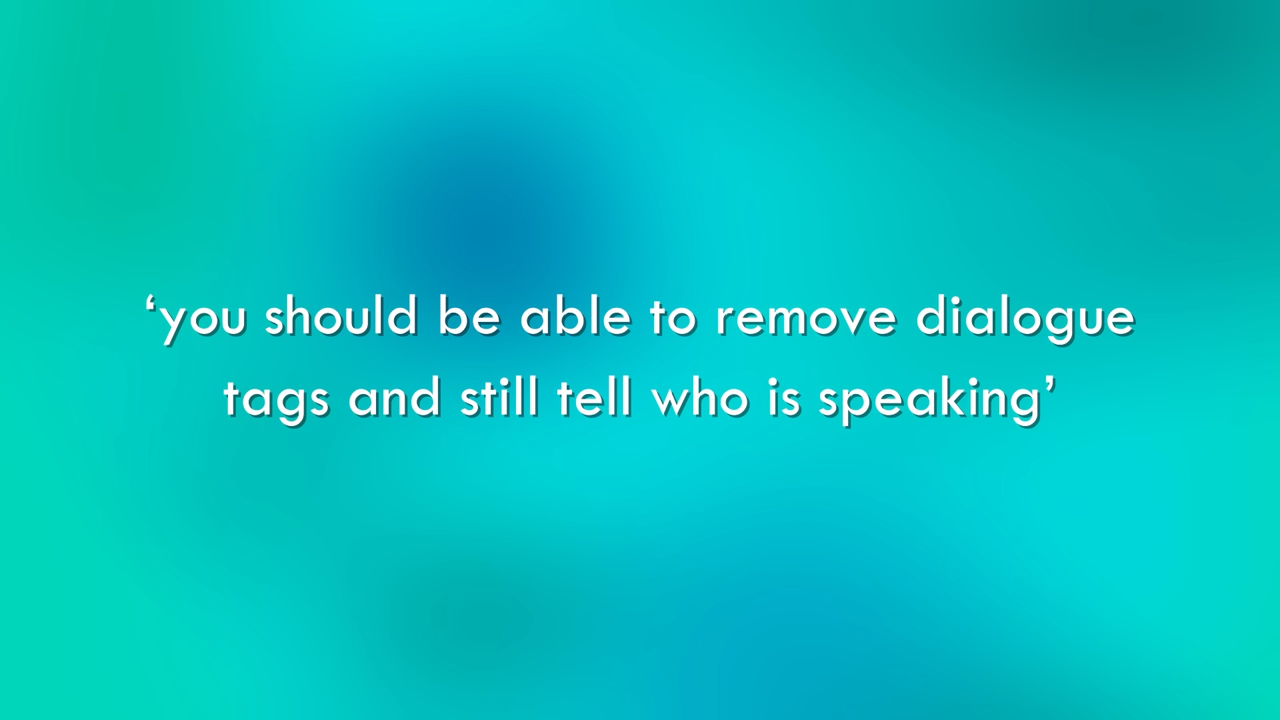 ‘you should be able to remove dialogue
tags and still tell who is speaking’